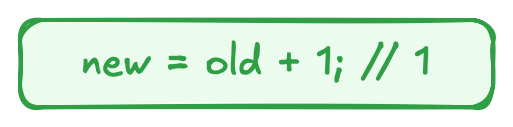 new = old + 1; // 1